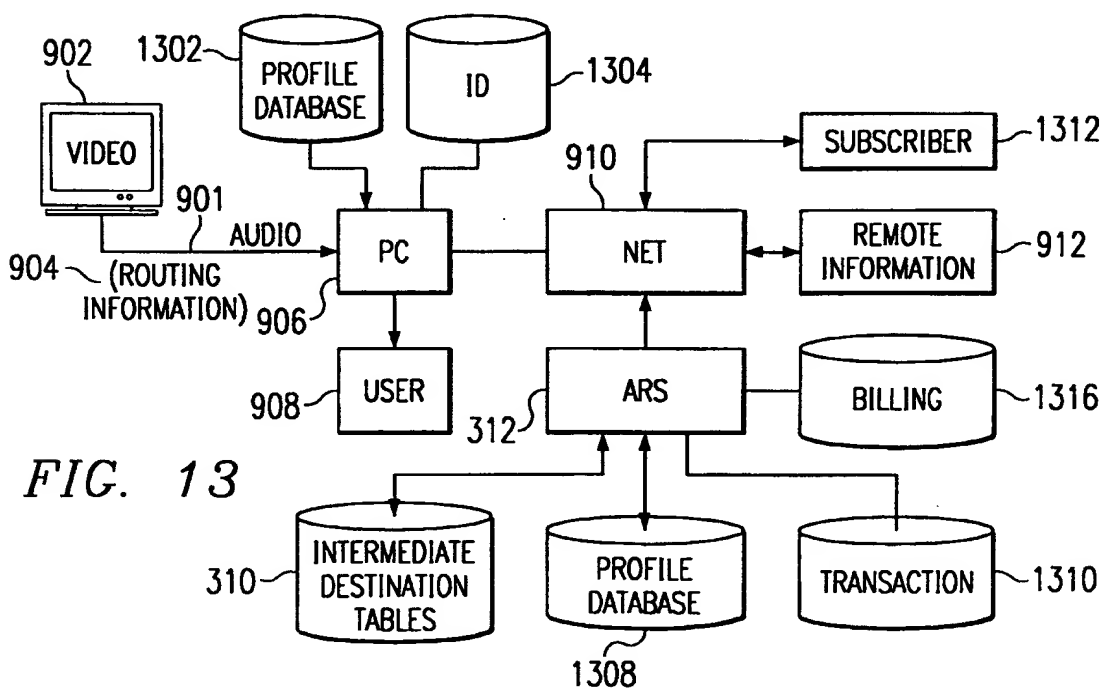 902
VIDEO
1302
PROFILE
DATABASE
ID
1304
910
SUBSCRIBER
1312
901
AUDIO
904
(ROUTING
INFORMATION)
PC
906
NET
REMOTE
INFORMATION
912
USER
908
ARS
312
BILLING
1316
FIG. 13
310
INTERMEDIATE
DESTINATION
TABLES
PROFILE
DATABASE
1308
TRANSACTION
1310